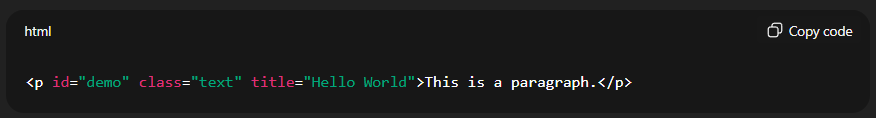 html
Copy code
<p id="demo" class="text" title="Hello World">This is a paragraph.</p>